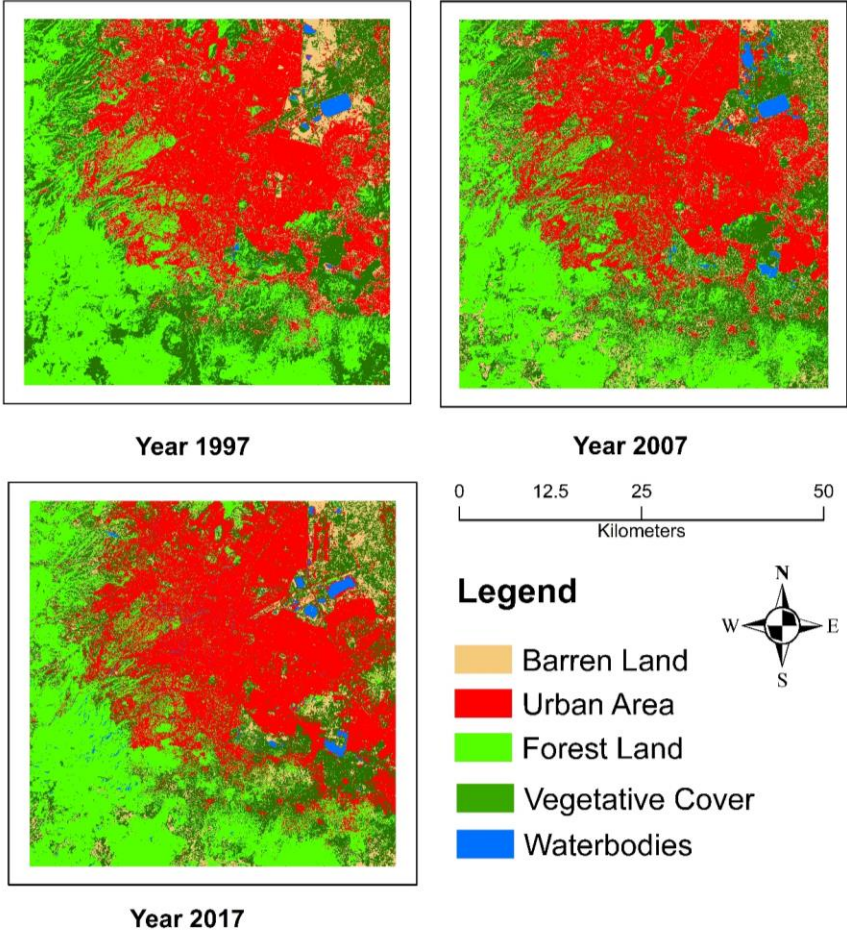 Year 1997
Year 2007
0 12.5 25 50
Kilometers
Legend
N
W E
S
Barren Land
Urban Area
Forest Land
Vegetative Cover
Waterbodies
Year 2017